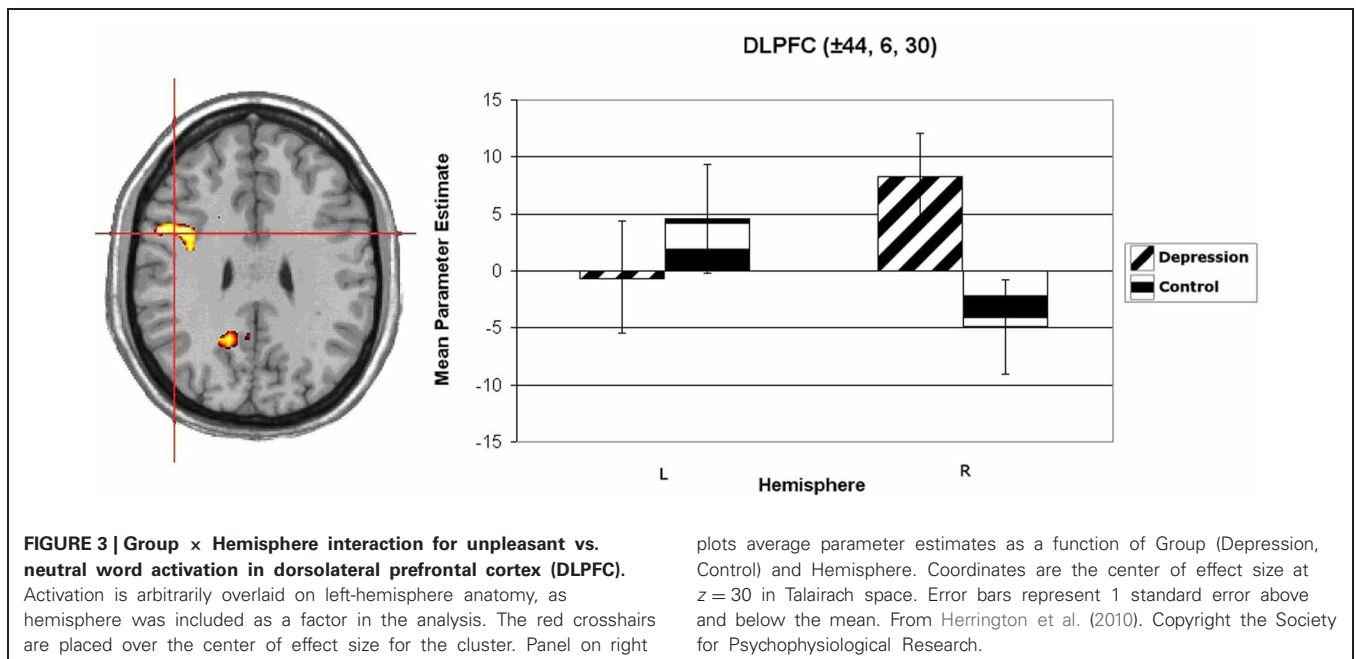 DLPFC (±44, 6, 30)
15
10
5
0
-5
-10
-15
Mean Parameter Estimate
L
R
Hemisphere
Depression
Control
FIGURE 3 | Group × Hemisphere interaction for unpleasant vs.
neutral word activation in dorsolateral prefrontal cortex (DLPFC).
Activation is arbitrarily overlaid on left-hemisphere anatomy, as
hemisphere was included as a factor in the analysis. The red crosshairs
are placed over the center of effect size for the cluster. Panel on right
plots average parameter estimates as a function of Group (Depression,
Control) and Hemisphere. Coordinates are the center of effect size at
z = 30 in Talairach space. Error bars represent 1 standard error above
and below the mean. From Herrington et al. (2010). Copyright the Society
for Psychophysiological Research.